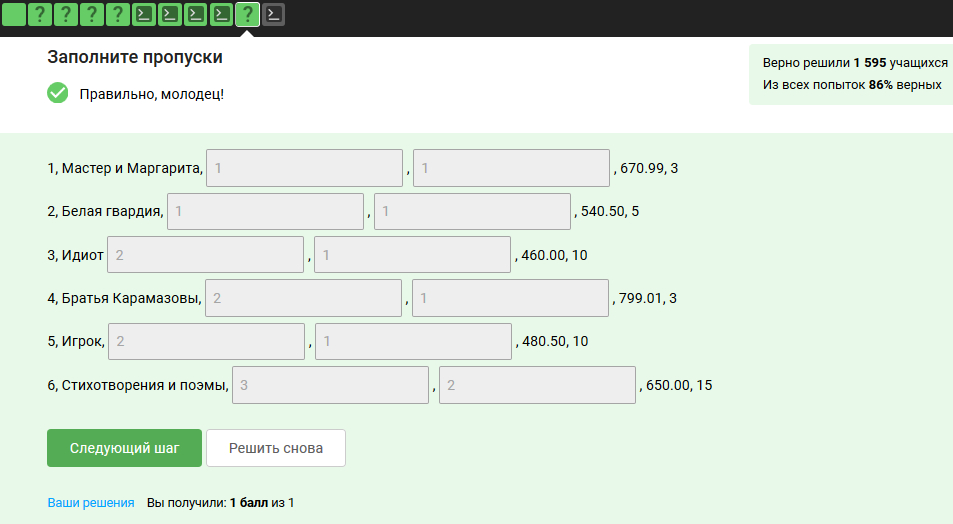 ? ? ? ? >_ >_ >_ >_ ? >_
Заполните пропуски
Правильно, молодец!
Верно решили 1 595 учащихся
Из всех попыток 86% верных
1, Мастер и Маргарита, 1 , 1 , 670.99, 3
2, Белая гвардия, 1 , 1 , 540.50, 5
3, Идиот 2 , 1 , 460.00, 10
4, Братья Карамазовы, 2 , 1 , 799.01, 3
5, Игрок, 2 , 1 , 480.50, 10
6, Стихотворения и поэмы, 3 , 2 , 650.00, 15
Следующий шаг Решить снова
Ваши решения Вы получили: 1 балл из 1